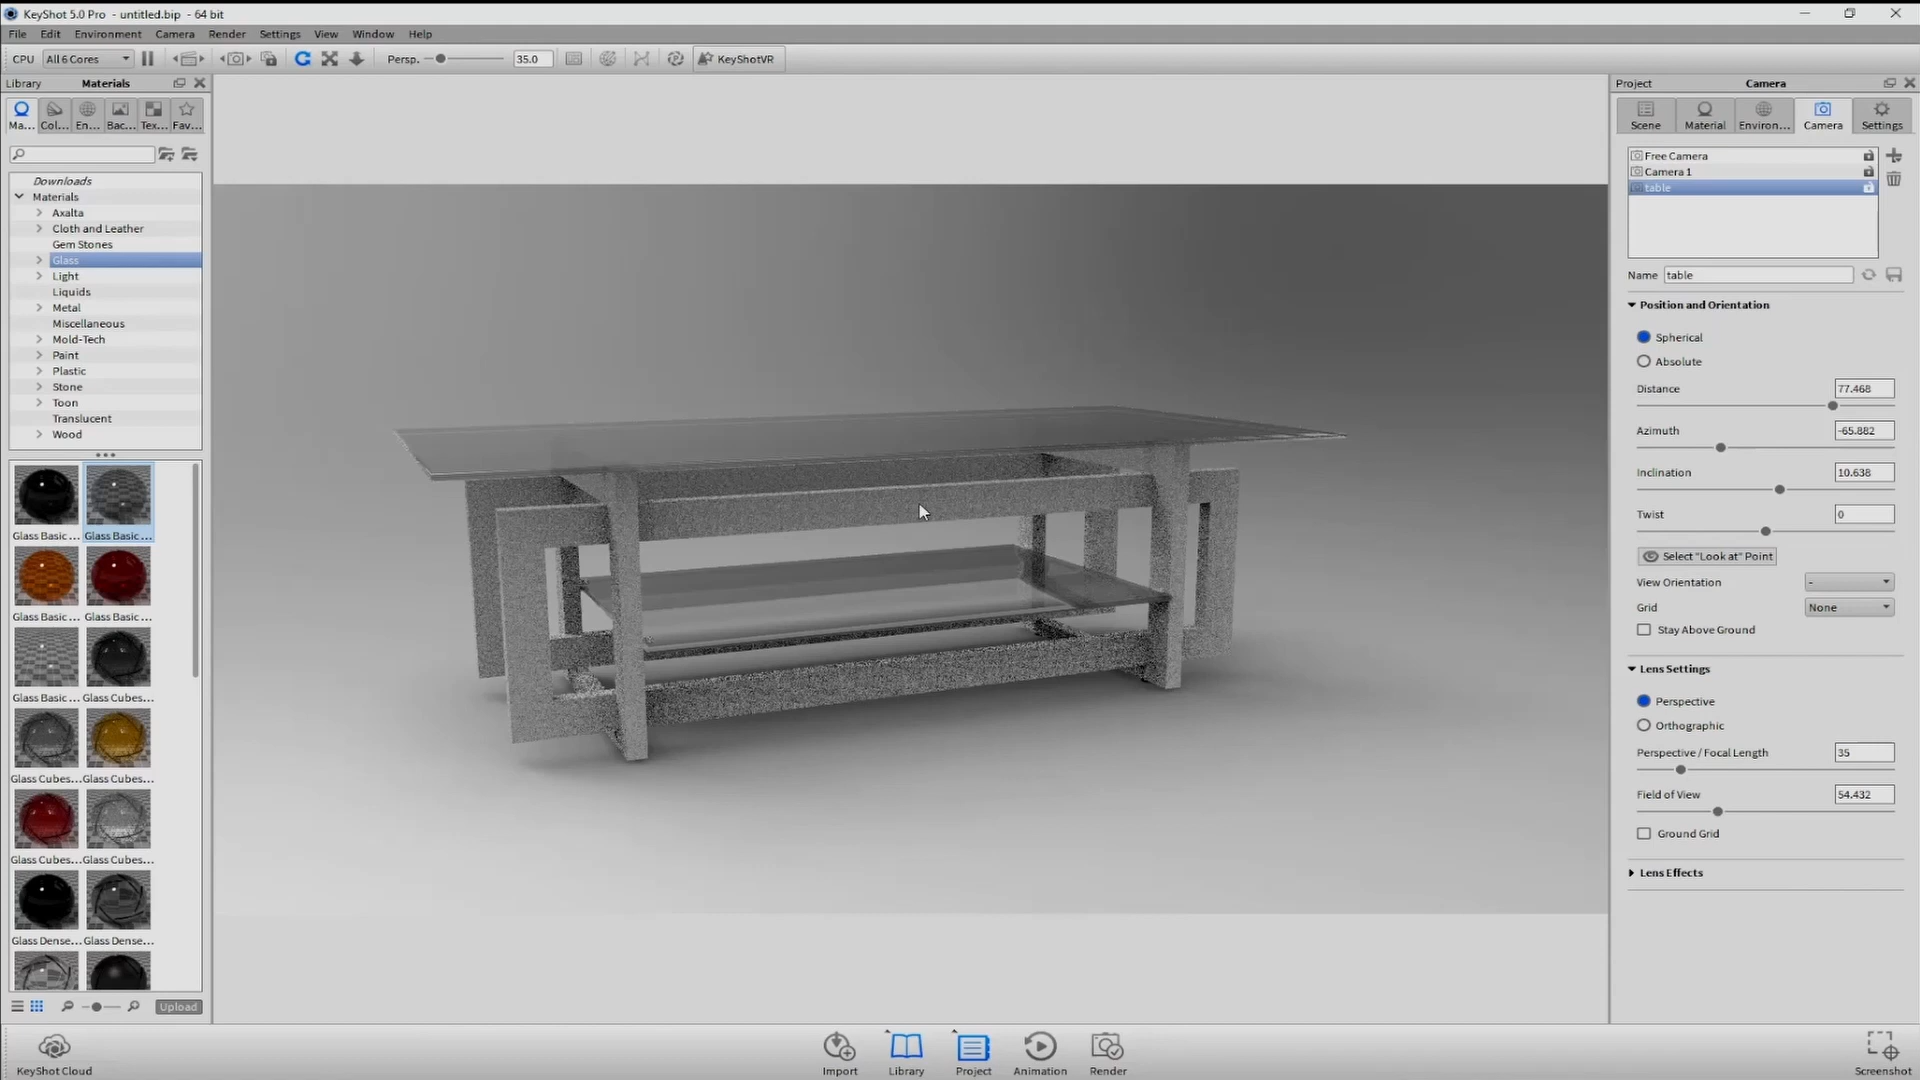 KeyShot 5.0 Pro - untitled.bip - 64 bit
File Edit Environment Camera Render Settings View Window Help
CPU All 6 Cores Persp. 35.0 KeyShotVR
Library Materials
Ma... Col... En... Bac... Tex... Fav...
Downloads
Materials
Axalta
Cloth and Leather
Gem Stones
Glass
Light
Liquids
Metal
Miscellaneous
Mold-Tech
Paint
Plastic
Stone
Toon
Translucent
Wood
Glass Basic ... Glass Basic ...
Glass Basic ... Glass Basic ...
Glass Basic ... Glass Cubes...
Glass Cubes... Glass Cubes...
Glass Cubes... Glass Cubes...
Glass Dense... Glass Dense...
Upload
Project Camera
Scene Material Environ... Camera Settings
Free Camera
Camera 1
table
Name table
Position and Orientation
Spherical
Absolute
Distance 77.468
Azimuth -65.882
Inclination 10.638
Twist 0
Select "Look at" Point
View Orientation -
Grid None
Stay Above Ground
Lens Settings
Perspective
Orthographic
Perspective / Focal Length 35
Field of View 54.432
Ground Grid
Lens Effects
KeyShot Cloud Import Library Project Animation Render Screenshot